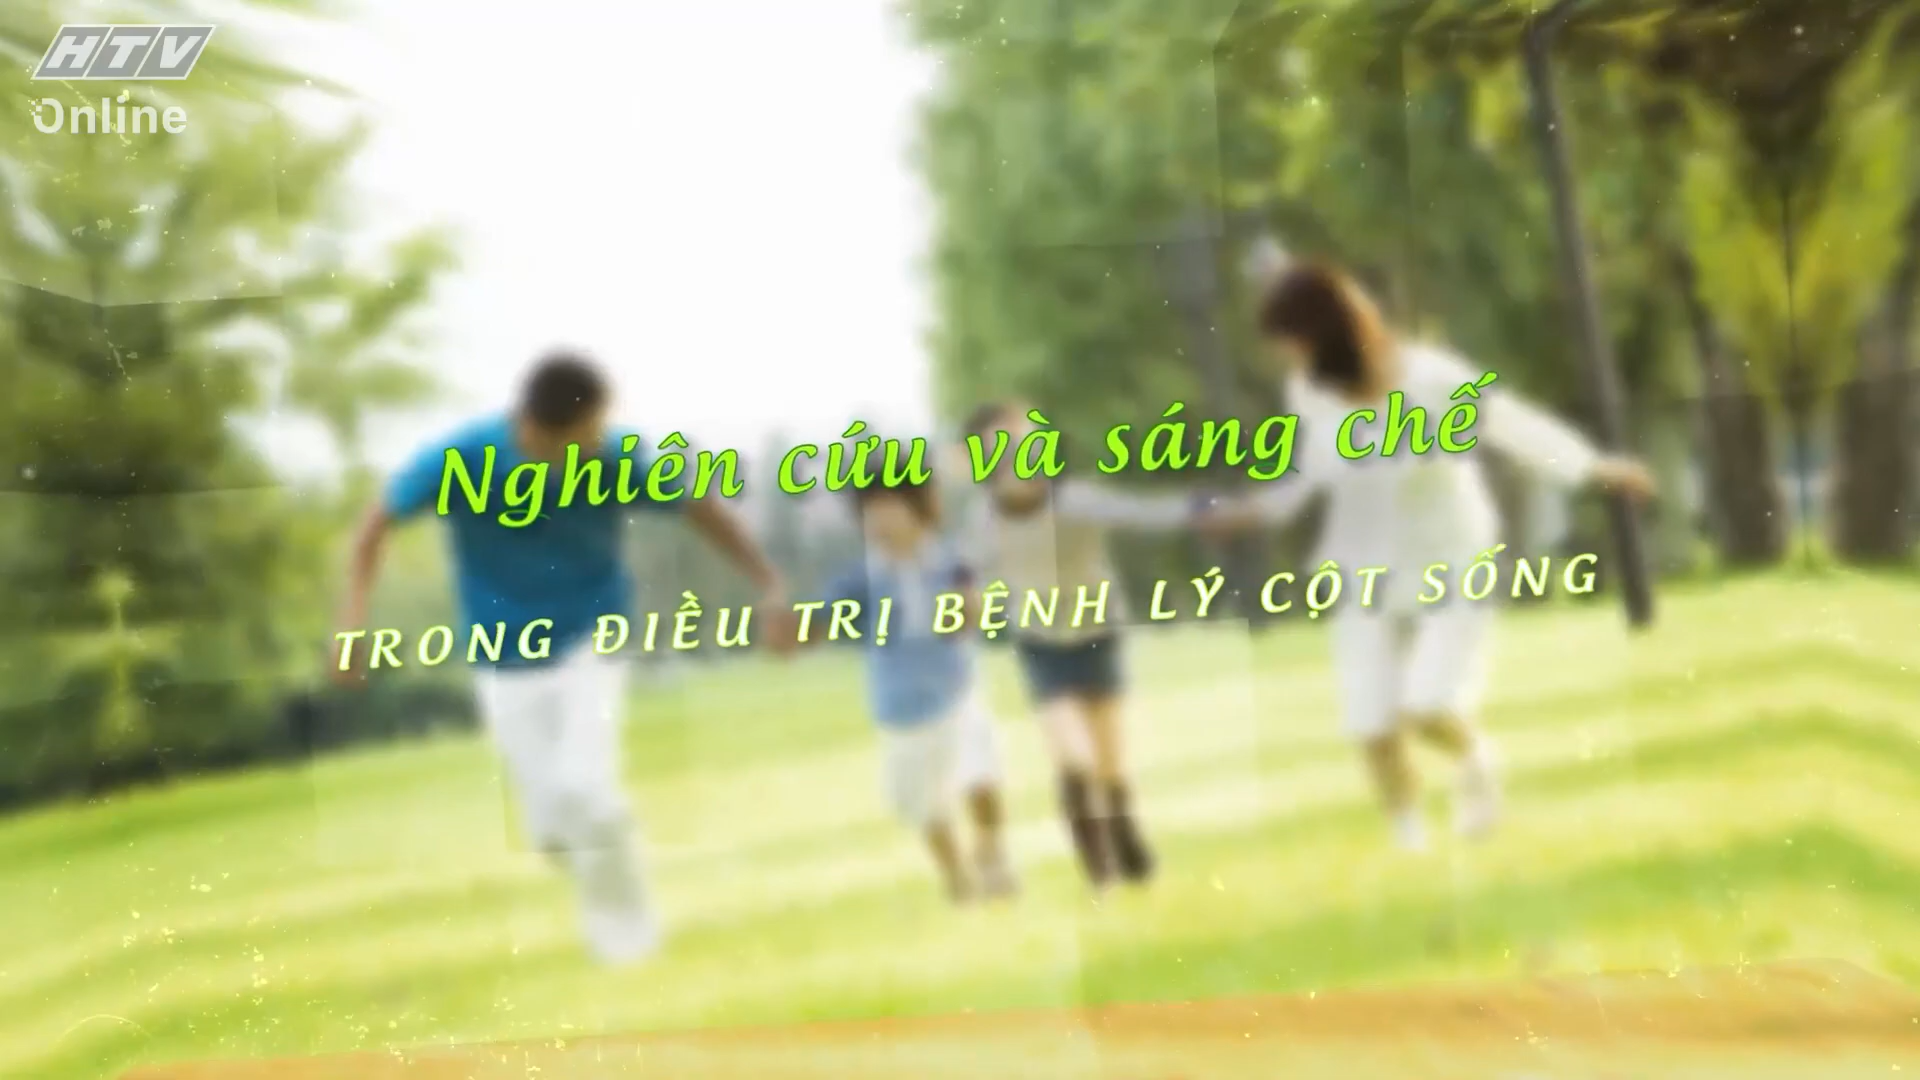 HTV
Online
Nghiên cứu và sáng chế
TRONG ĐIỀU TRỊ BỆNH LÝ CỘT SỐNG